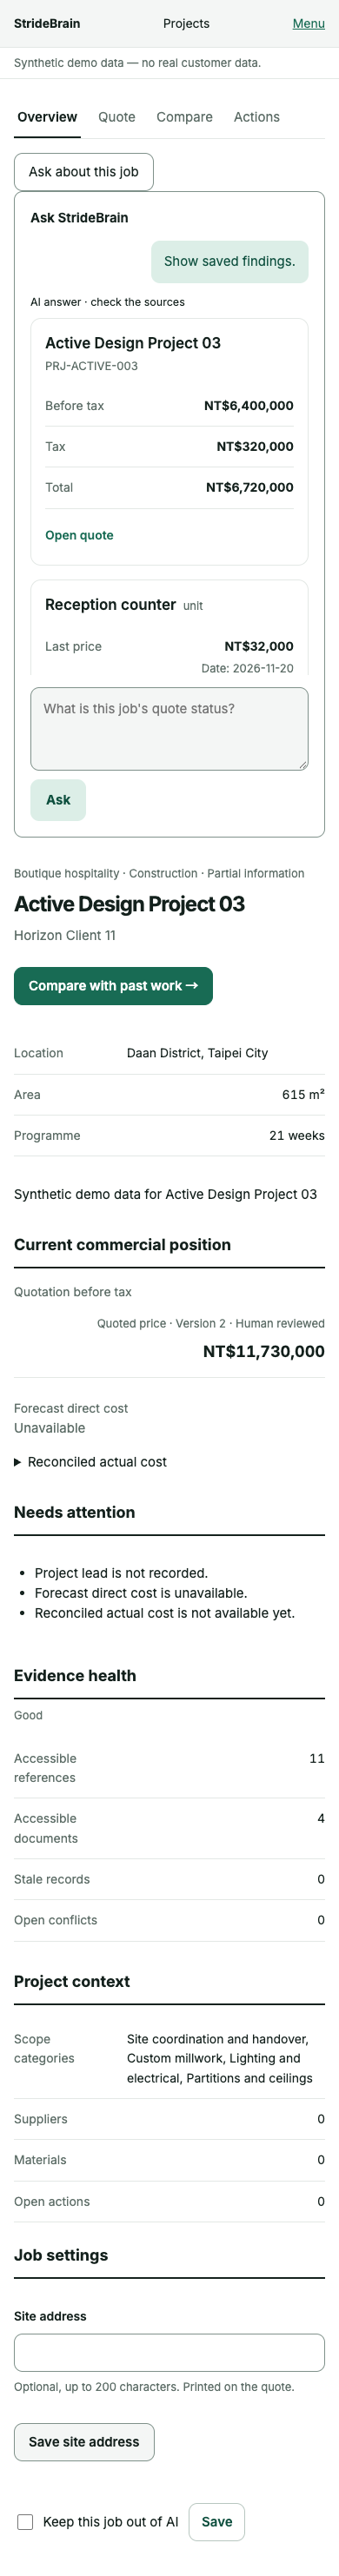 StrideBrain
Projects
Menu
Synthetic demo data — no real customer data.
Overview
Quote
Compare
Actions
Ask about this job
Ask StrideBrain
Show saved findings.
AI answer · check the sources
Active Design Project 03
PRJ-ACTIVE-003
Before tax NT$6,400,000
Tax NT$320,000
Total NT$6,720,000
Open quote
Reception counter unit
Last price NT$32,000
Date: 2026-11-20
What is this job's quote status?
Ask
Boutique hospitality · Construction · Partial information
Active Design Project 03
Horizon Client 11
Compare with past work →
Location Daan District, Taipei City
Area 615 m²
Programme 21 weeks
Synthetic demo data for Active Design Project 03
Current commercial position
Quotation before tax
Quoted price · Version 2 · Human reviewed
NT$11,730,000
Forecast direct cost
Unavailable
▶ Reconciled actual cost
Needs attention
• Project lead is not recorded.
• Forecast direct cost is unavailable.
• Reconciled actual cost is not available yet.
Evidence health
Good
Accessible 11
references
Accessible 4
documents
Stale records 0
Open conflicts 0
Project context
Scope Site coordination and handover,
categories Custom millwork, Lighting and
electrical, Partitions and ceilings
Suppliers 0
Materials 0
Open actions 0
Job settings
Site address
Optional, up to 200 characters. Printed on the quote.
Save site address
Keep this job out of AI
Save